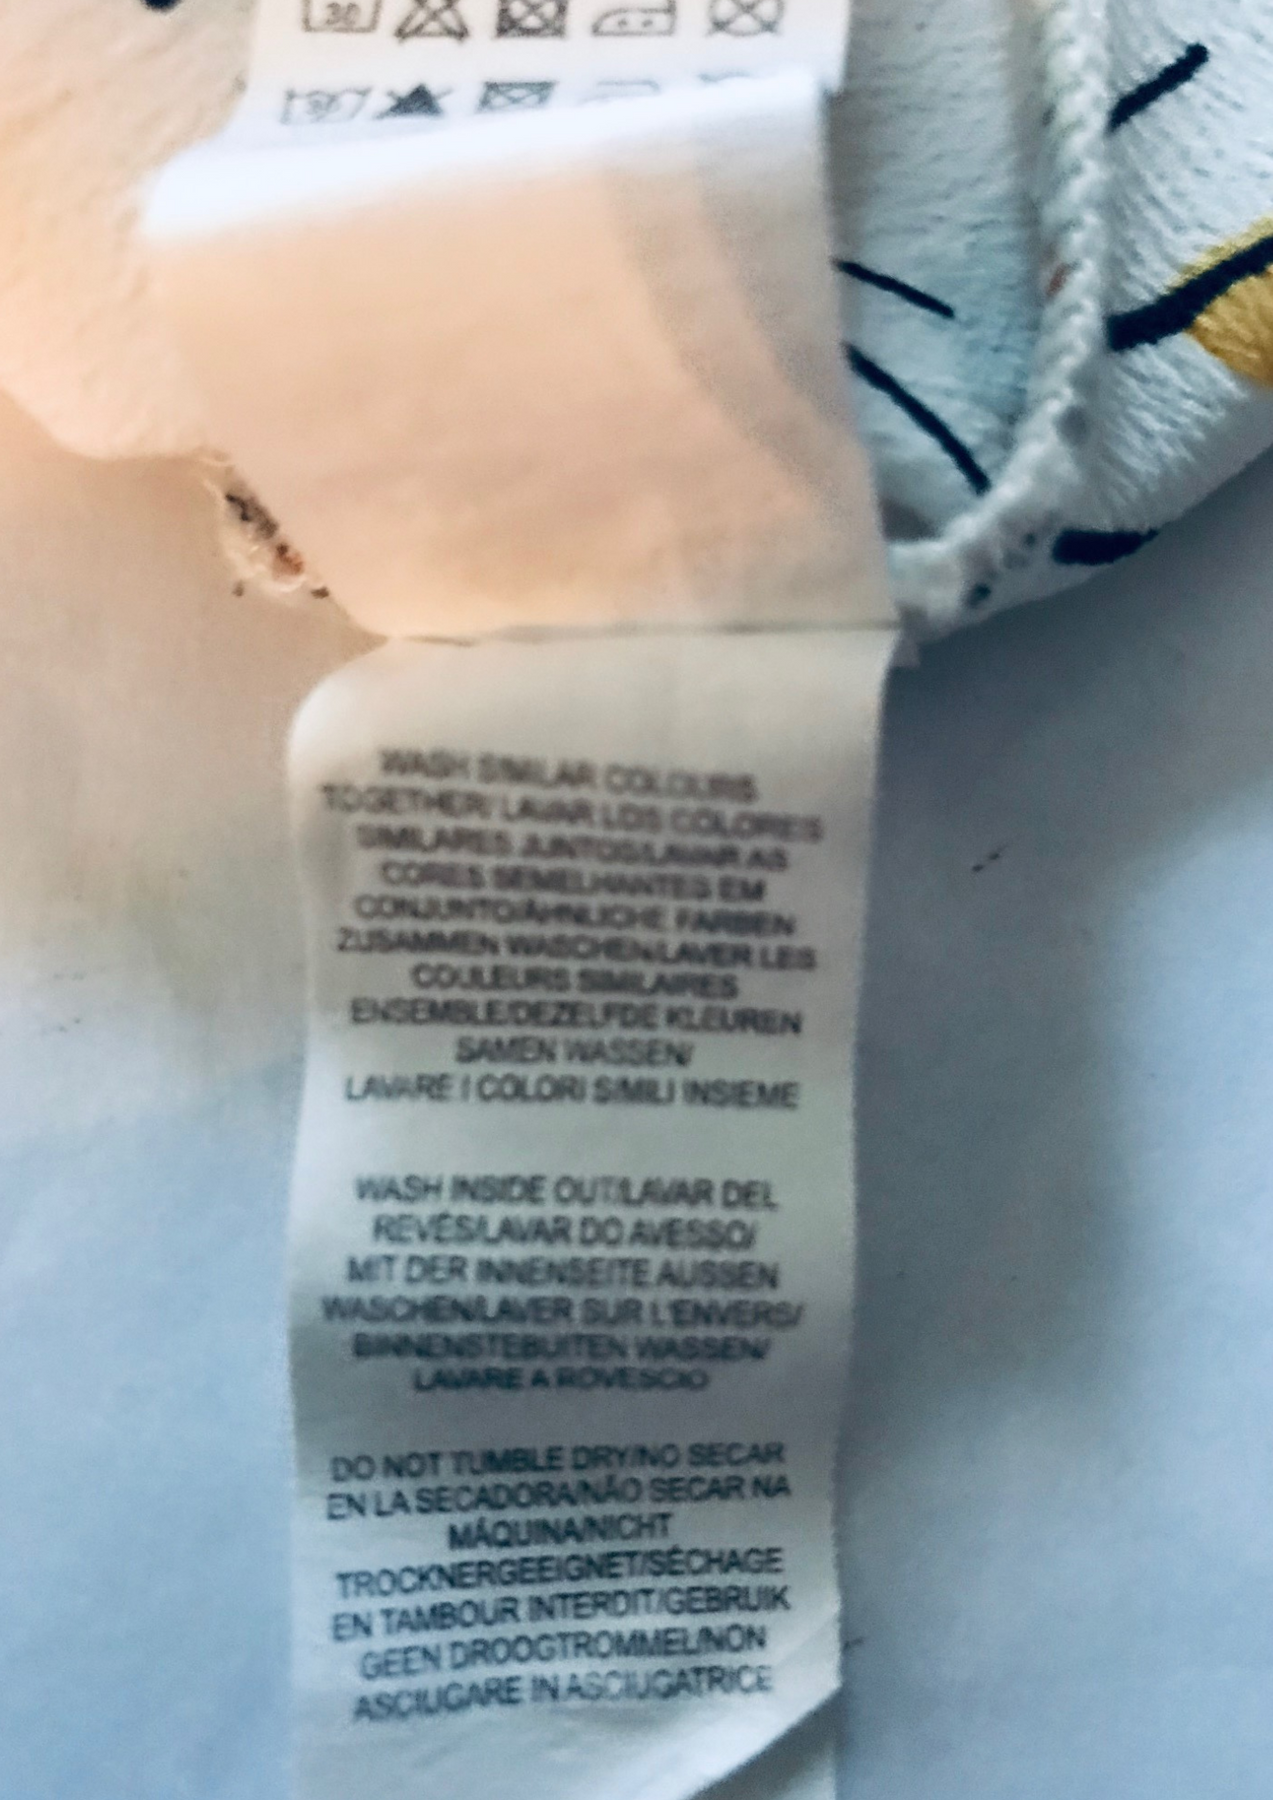 30
30
WASH SIMILAR COLOURS
TOGETHER/ LAVAR LOS COLORES
SIMILARES JUNTOS/LAVAR AS
CORES SEMELHANTES EM
CONJUNTO/ÄHNLICHE FARBEN
ZUSAMMEN WASCHEN/LAVER LES
COULEURS SIMILAIRES
ENSEMBLE/DEZELFDE KLEUREN
SAMEN WASSEN/
LAVARE I COLORI SIMILI INSIEME
WASH INSIDE OUT/LAVAR DEL
REVÉS/LAVAR DO AVESSO/
MIT DER INNENSEITE AUSSEN
WASCHEN/LAVER SUR L'ENVERS/
BINNENSTEBUITEN WASSEN/
LAVARE A ROVESCIO
DO NOT TUMBLE DRY/NO SECAR
EN LA SECADORA/NÃO SECAR NA
MÁQUINA/NICHT
TROCKNERGEEIGNET/SÉCHAGE
EN TAMBOUR INTERDIT/GEBRUIK
GEEN DROOGTROMMEL/NON
ASCIUGARE IN ASCIUGATRICE